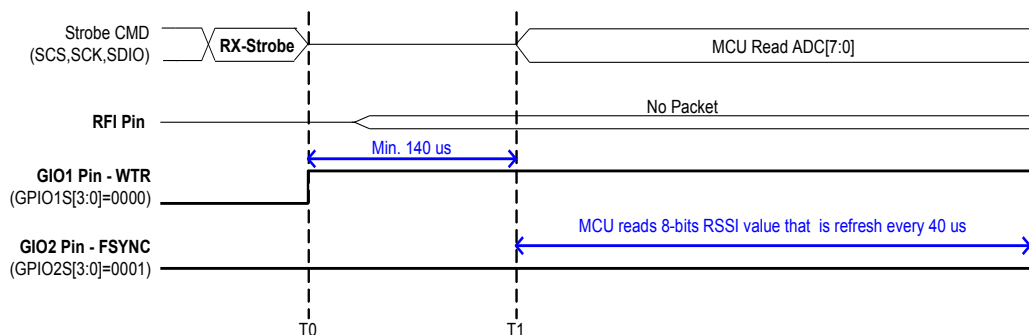 Strobe CMD
(SCS,SCK,SDIO)
RX-Strobe
MCU Read ADC[7:0]
RFI Pin
No Packet
Min. 140 us
GIO1 Pin - WTR
(GPIO1S[3:0]=0000)
MCU reads 8-bits RSSI value that is refresh every 40 us
GIO2 Pin - FSYNC
(GPIO2S[3:0]=0001)
T0
T1